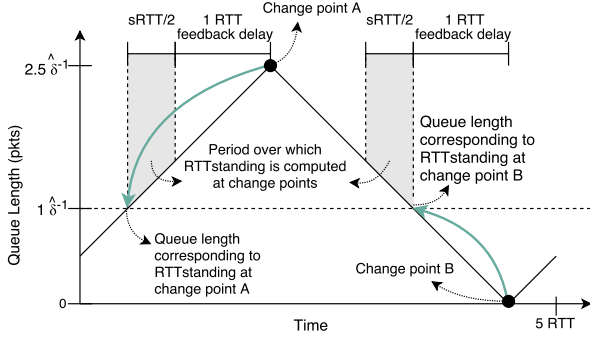 Change point A
sRTT/2
1 RTT
feedback delay
sRTT/2
1 RTT
feedback delay
2.5 δ̂⁻¹
Queue Length (pkts)
Period over which
RTTstanding is computed
at change points
Queue length
corresponding to
RTTstanding at
change point B
1 δ̂⁻¹
Queue length
corresponding to
RTTstanding at
change point A
Change point B
0
Time
5 RTT